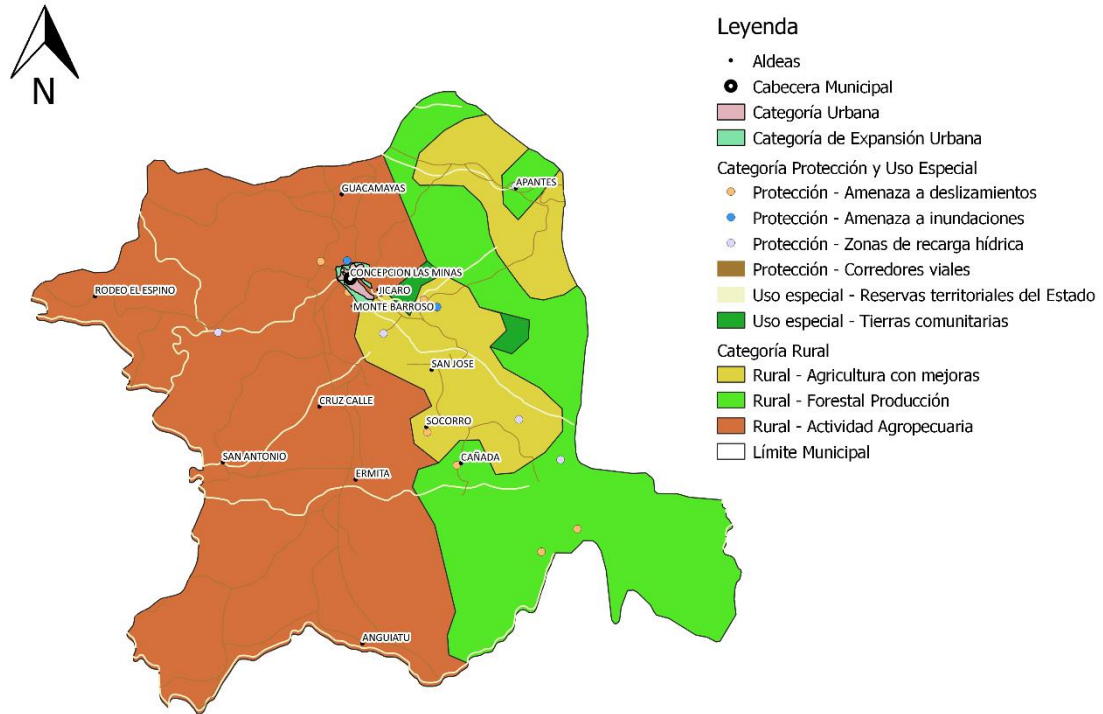 N
GUACAMAYAS
APANTES
CONCEPCION LAS MINAS
RODEO EL ESPINO
JICARO
MONTE BARROSO
SAN JOSE
CRUZ CALLE
SOCORRO
SAN ANTONIO
CAÑADA
ERMITA
ANGUIATU
Leyenda
Aldeas
Cabecera Municipal
Categoría Urbana
Categoría de Expansión Urbana
Categoría Protección y Uso Especial
Protección - Amenaza a deslizamientos
Protección - Amenaza a inundaciones
Protección - Zonas de recarga hídrica
Protección - Corredores viales
Uso especial - Reservas territoriales del Estado
Uso especial - Tierras comunitarias
Categoría Rural
Rural - Agricultura con mejoras
Rural - Forestal Producción
Rural - Actividad Agropecuaria
Límite Municipal